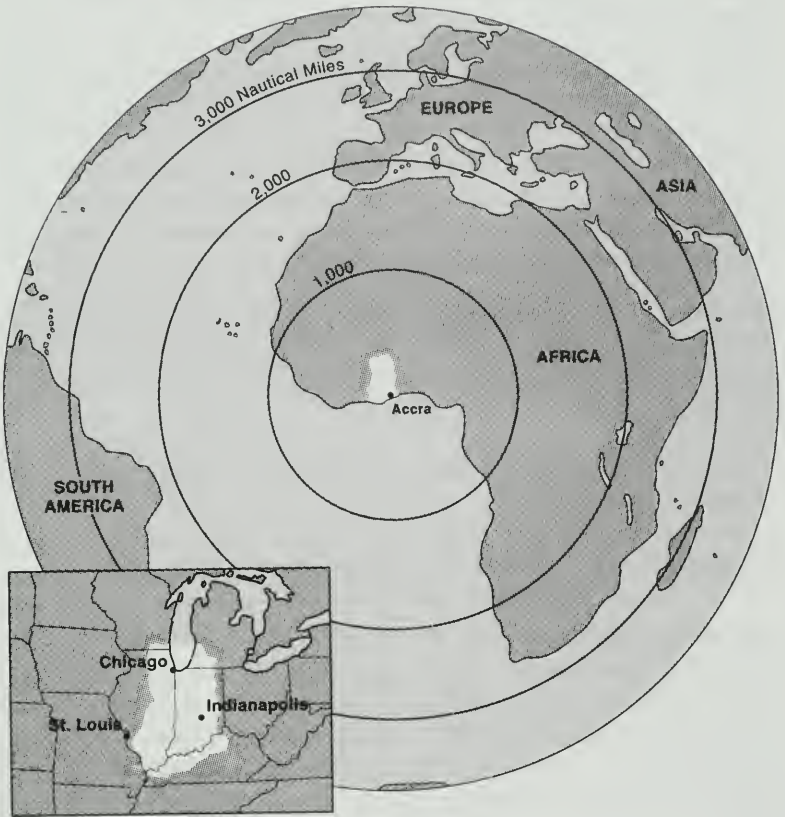 3,000 Nautical Miles
EUROPE
2,000
ASIA
1,000
AFRICA
Accra
SOUTH
AMERICA
Chicago
Indianapolis
St. Louis